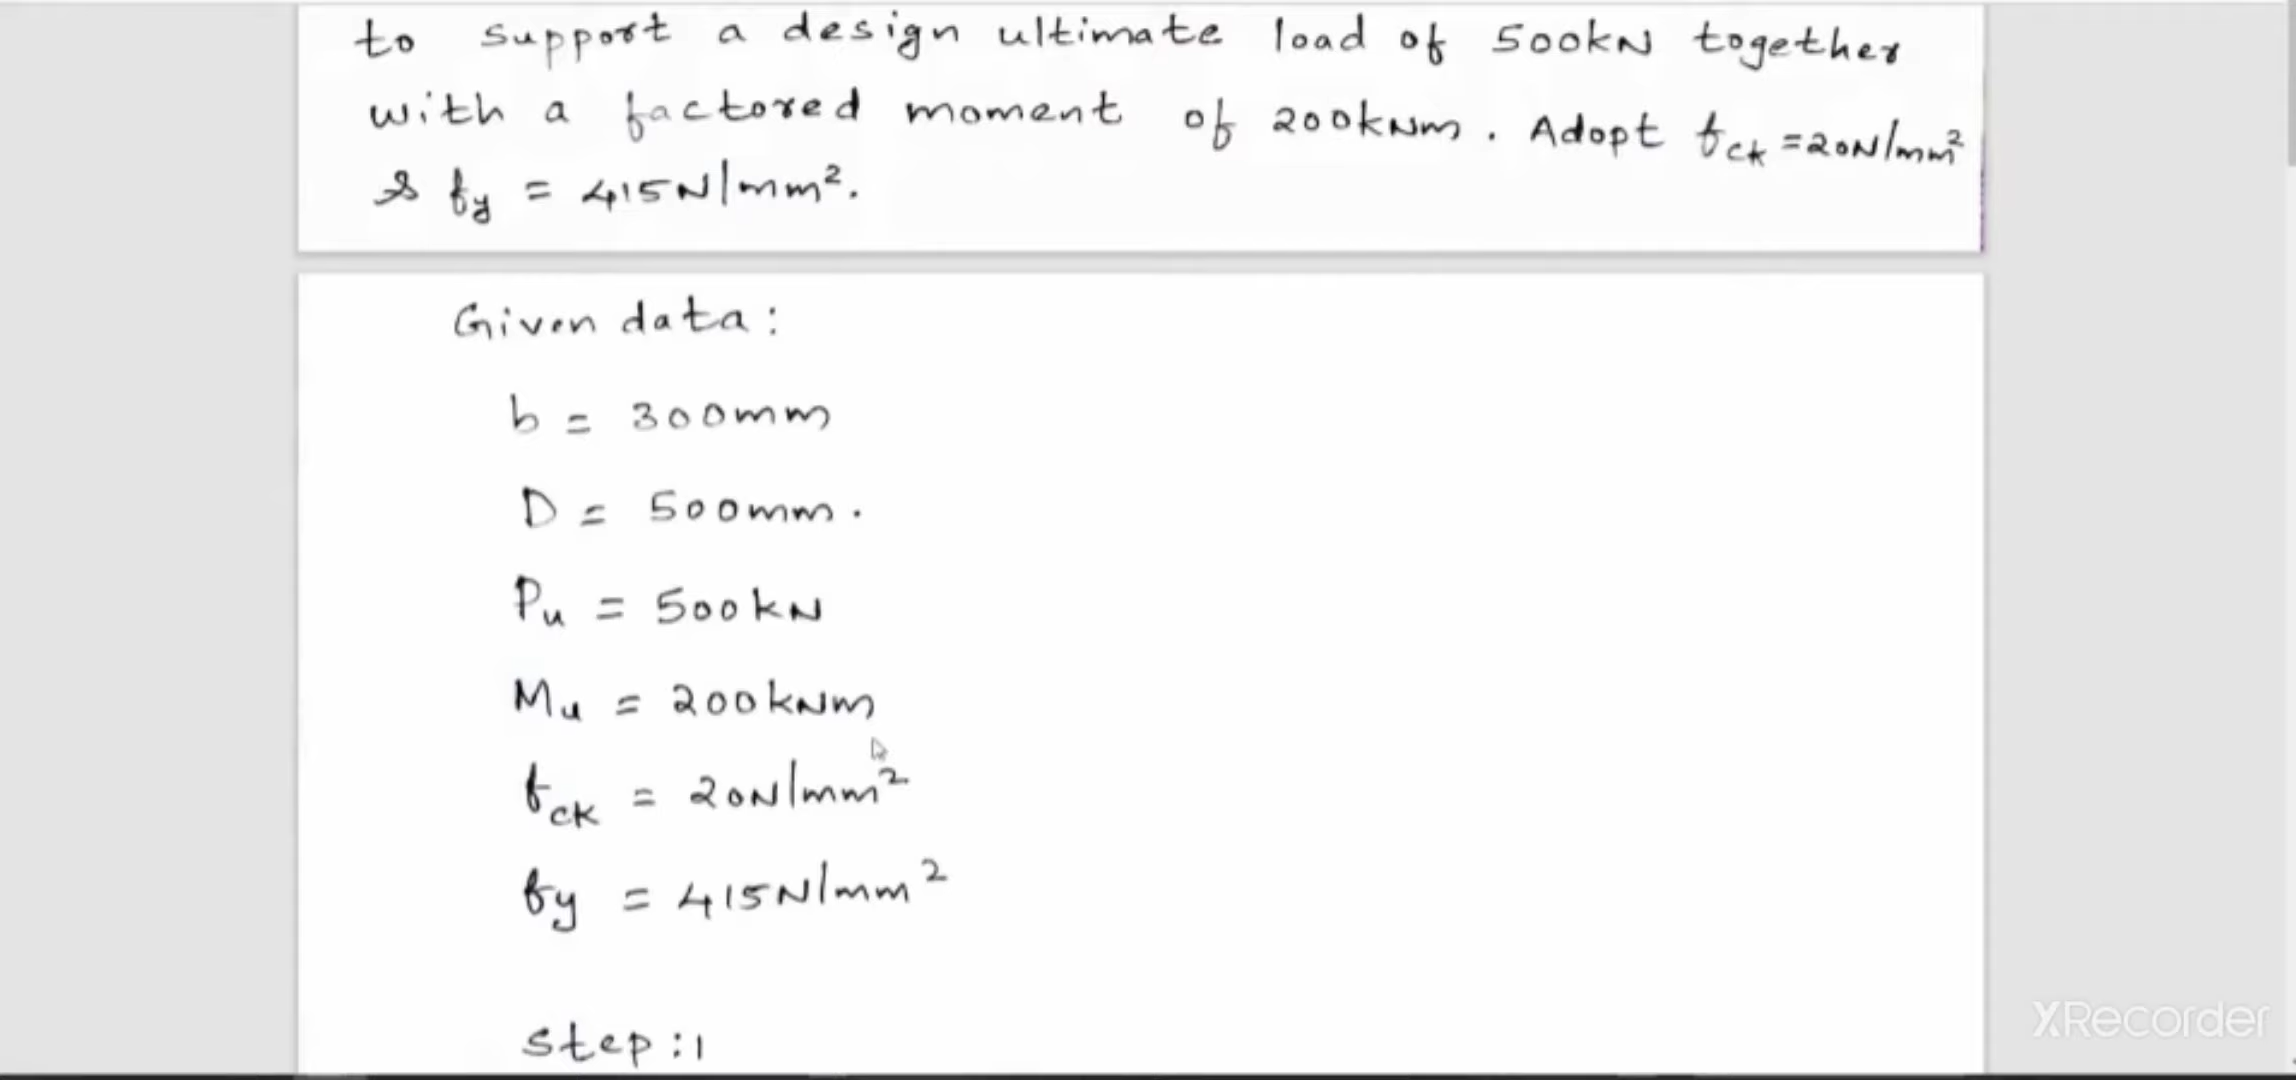 to support a design ultimate load of 500kN together
with a factored moment of 200kNm. Adopt fck = 20N/mm²
& fy = 415N/mm².
Given data:
b = 300mm
D = 500mm.
Pu = 500kN
Mu = 200kNm
fck = 20N/mm²
fy = 415N/mm²
step:1
XRecorder